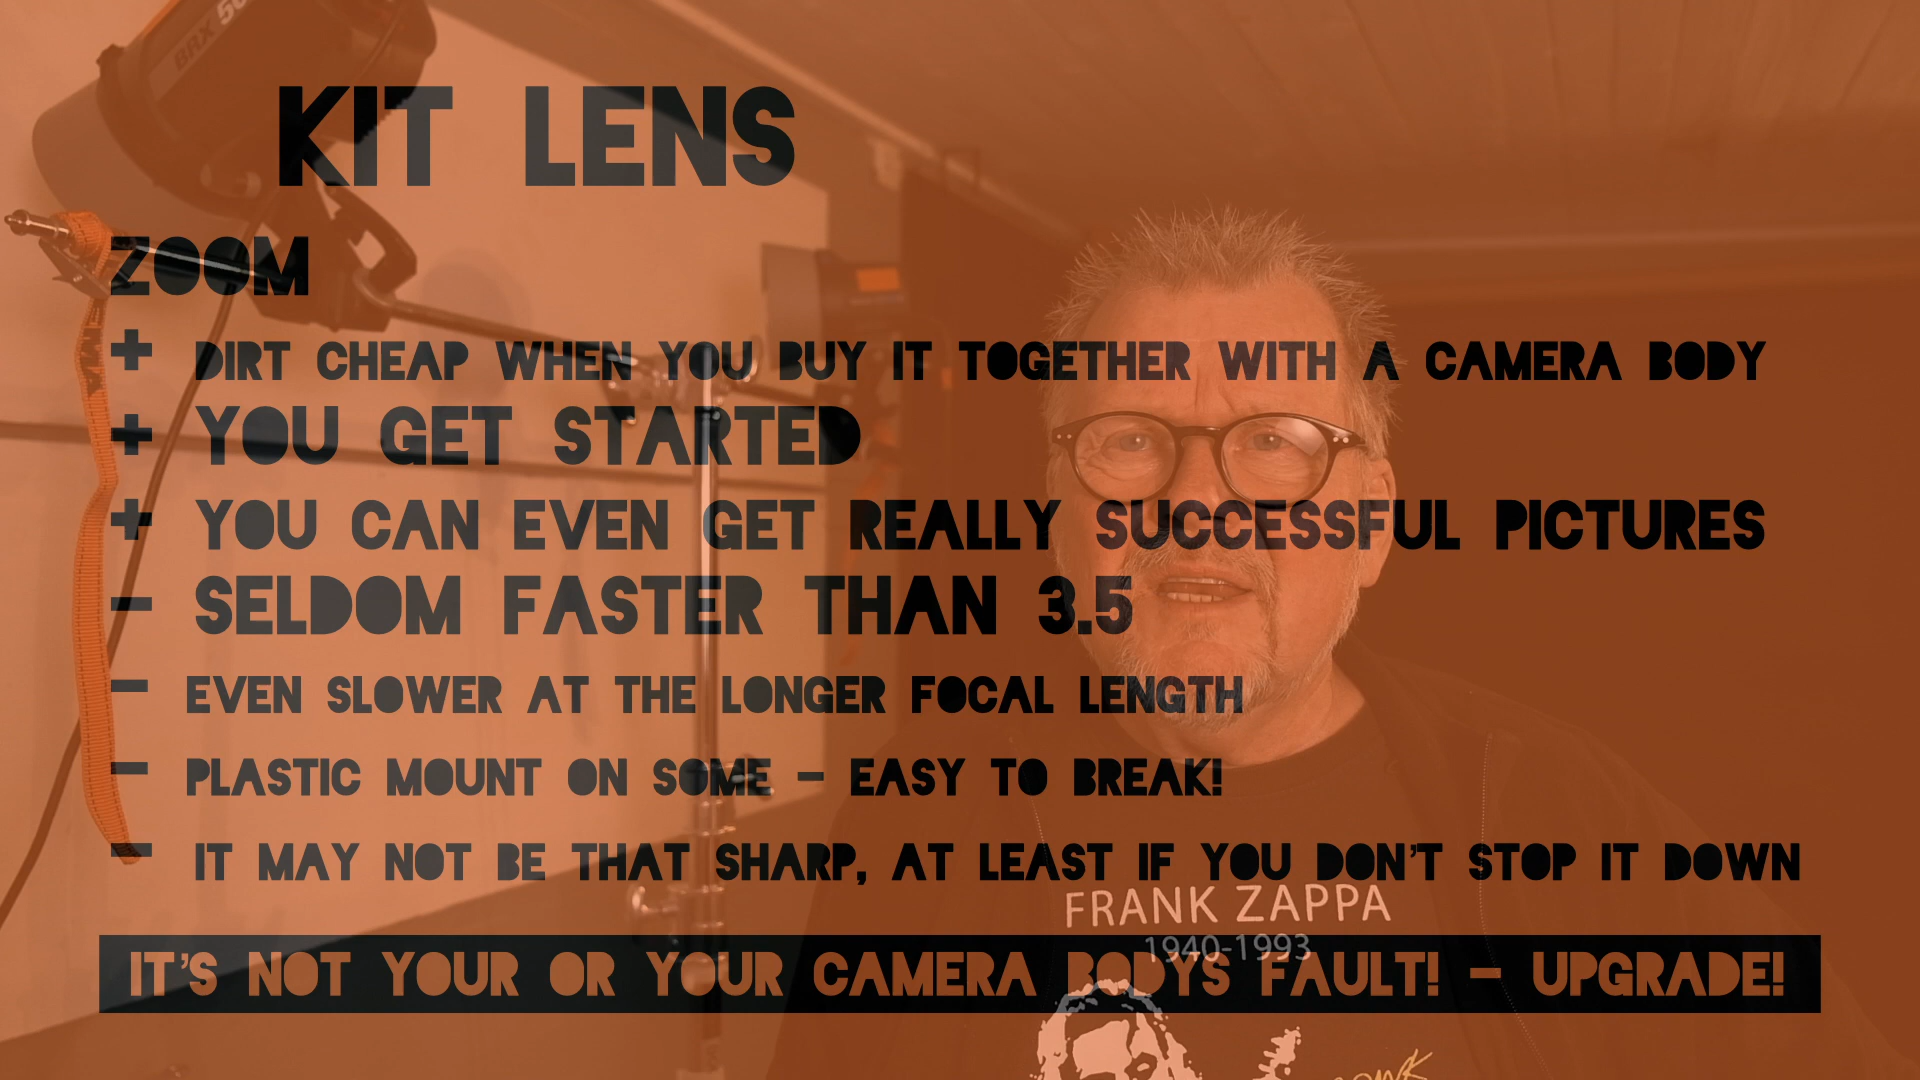 BRX 50
KIT LENS
ZOOM
+ DIRT CHEAP WHEN YOU BUY IT TOGETHER WITH A CAMERA BODY
+ YOU GET STARTED
+ YOU CAN EVEN GET REALLY SUCCESSFUL PICTURES
- SELDOM FASTER THAN 3.5
- EVEN SLOWER AT THE LONGER FOCAL LENGTH
- PLASTIC MOUNT ON SOME - EASY TO BREAK!
- IT MAY NOT BE THAT SHARP, AT LEAST IF YOU DON'T STOP IT DOWN
FRANK ZAPPA
1940-1993
IT'S NOT YOUR OR YOUR CAMERA BODYS FAULT! - UPGRADE!